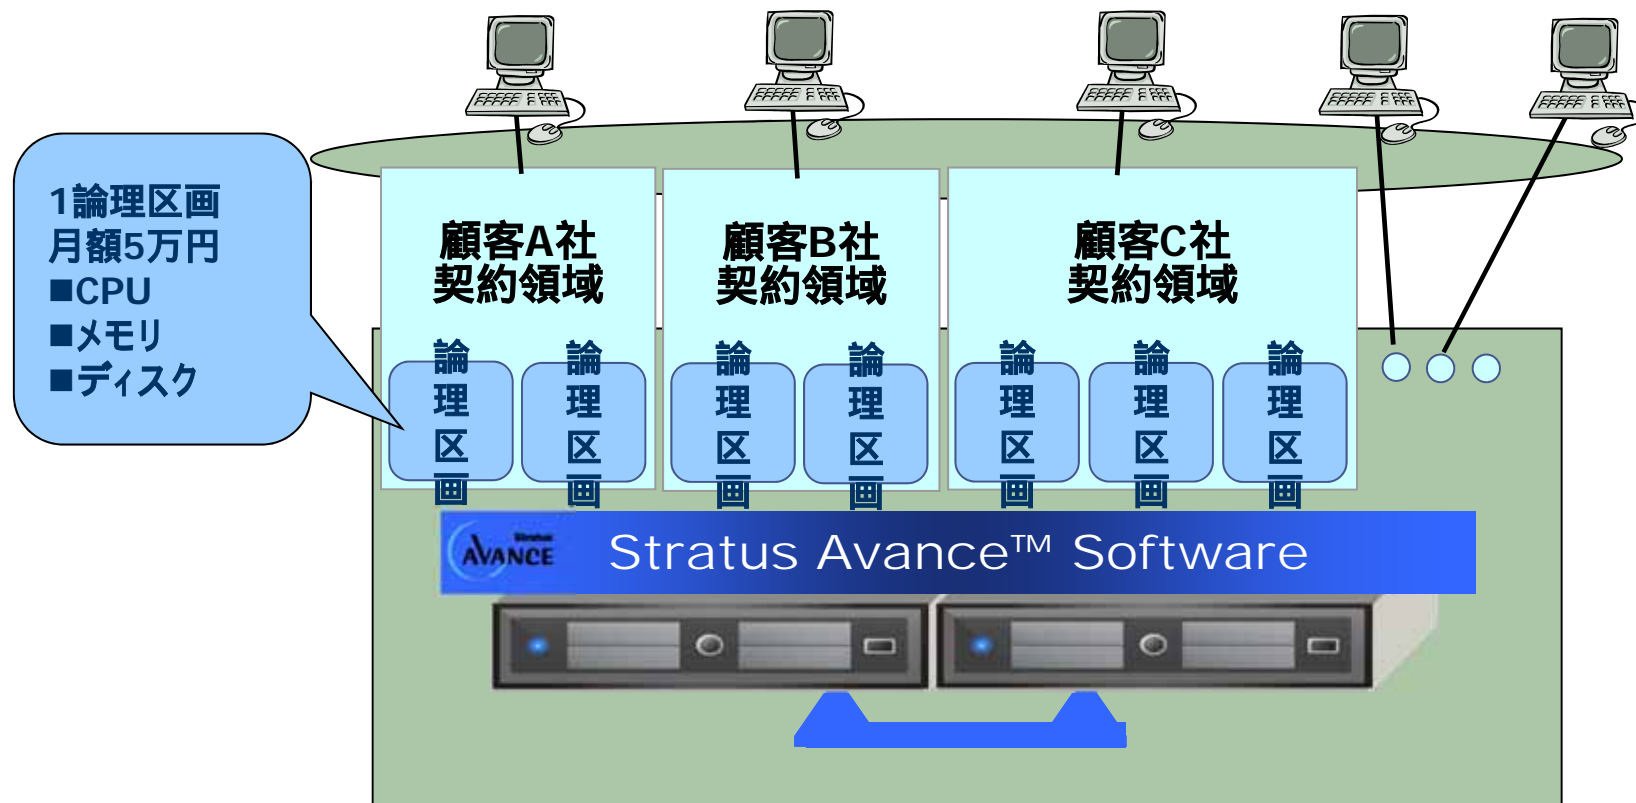 1論理区画
月額5万円
■CPU
■メモリ
■ディスク
顧客A社
契約領域
顧客B社
契約領域
顧客C社
契約領域
論理区画
論理区画
論理区画
論理区画
論理区画
論理区画
論理区画
Stratus
AVANCE
Stratus Avance™ Software